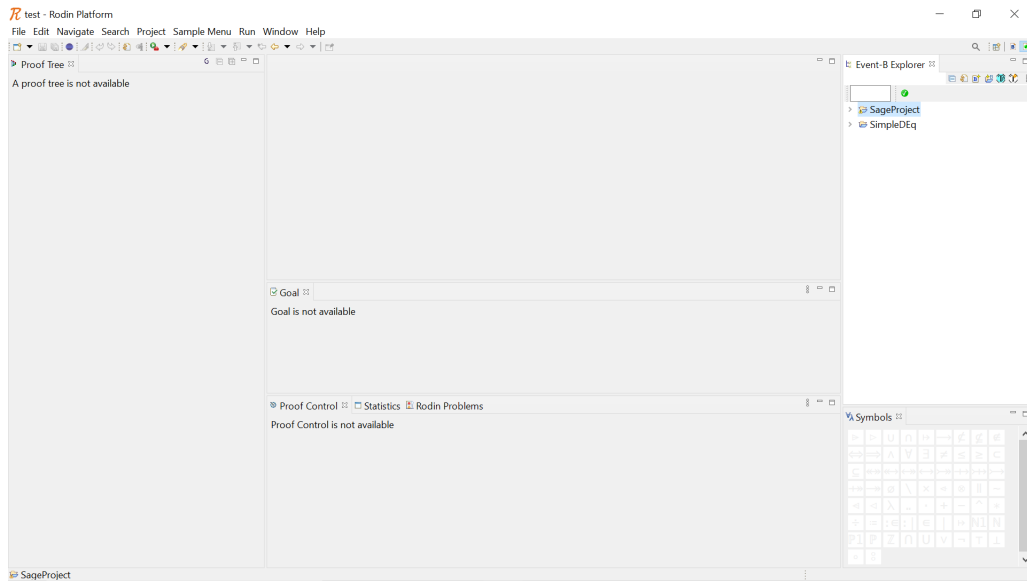 test - Rodin Platform
File Edit Navigate Search Project Sample Menu Run Window Help
Proof Tree
A proof tree is not available
Goal
Goal is not available
Proof Control Statistics Rodin Problems
Proof Control is not available
Event-B Explorer
SageProject
SimpleDEq
Symbols
SageProject